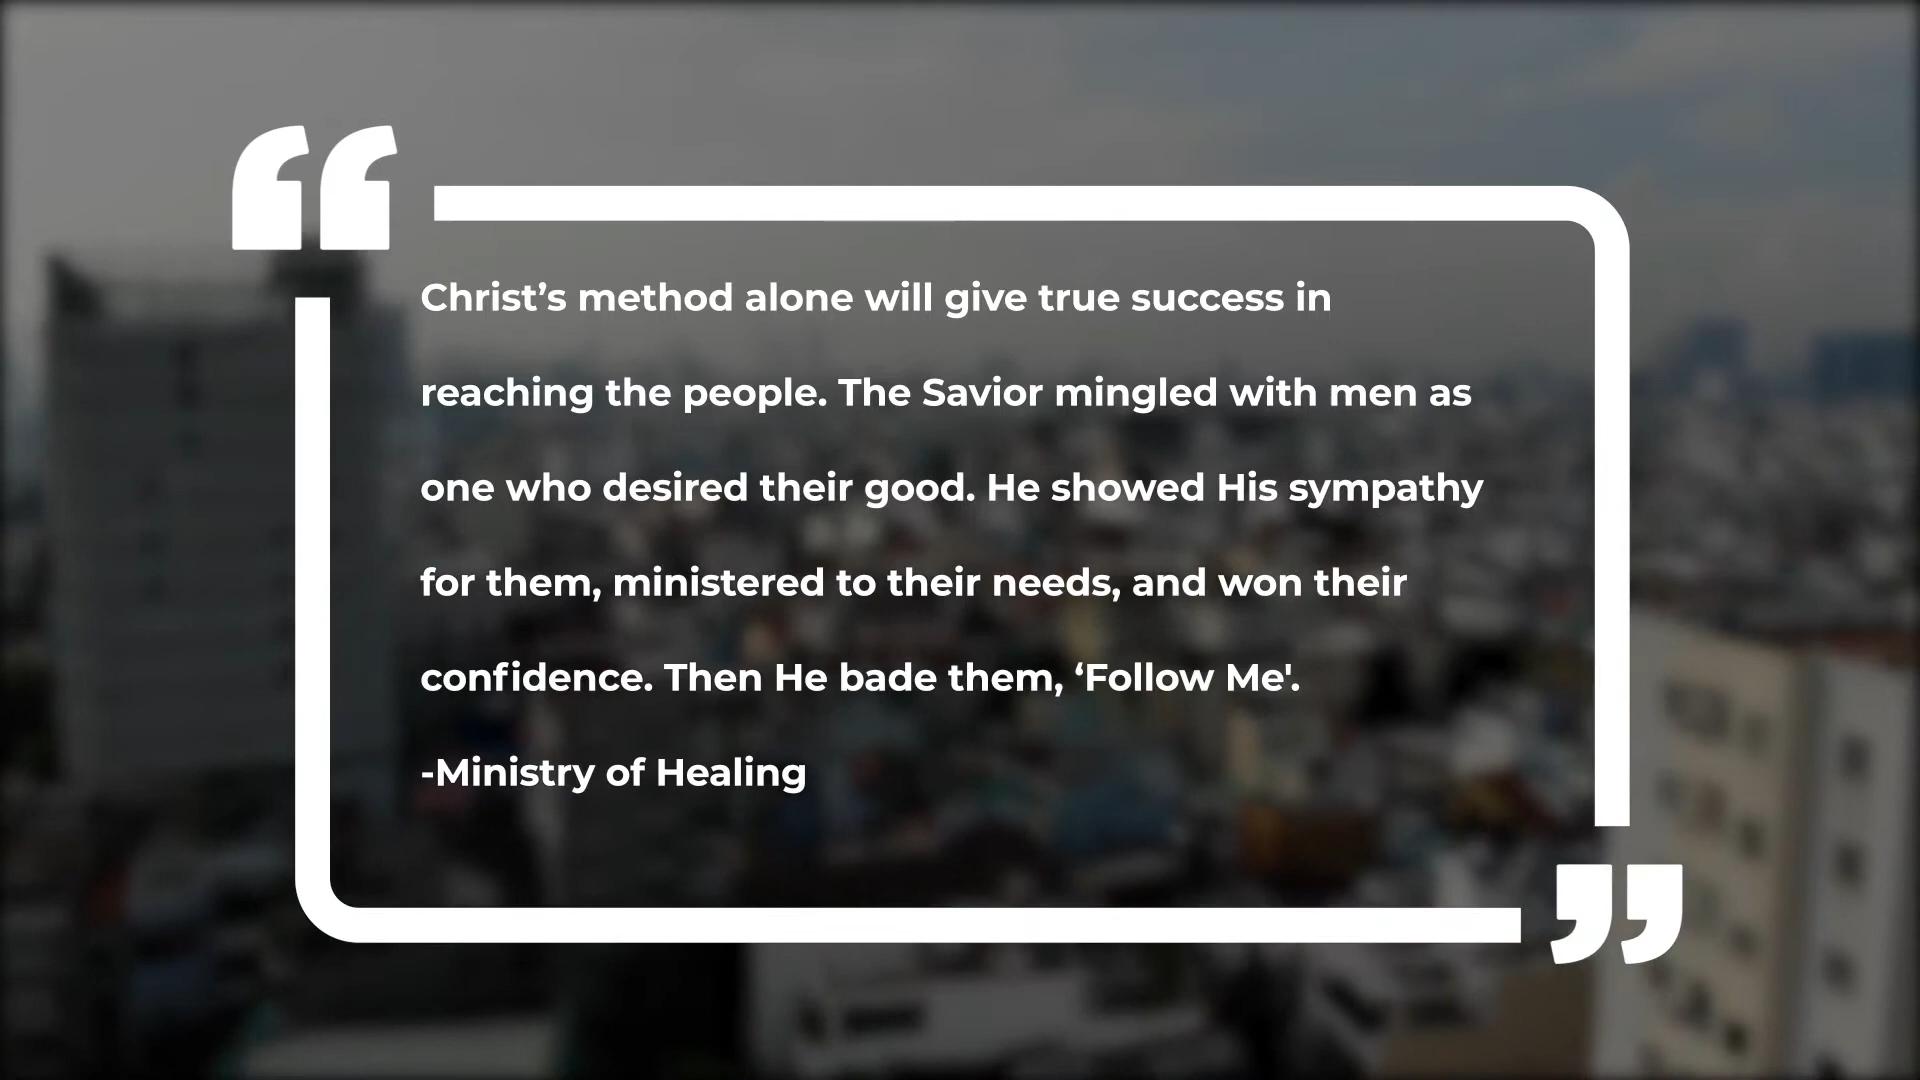 Christ’s method alone will give true success in
reaching the people. The Savior mingled with men as
one who desired their good. He showed His sympathy
for them, ministered to their needs, and won their
confidence. Then He bade them, ‘Follow Me'.
-Ministry of Healing